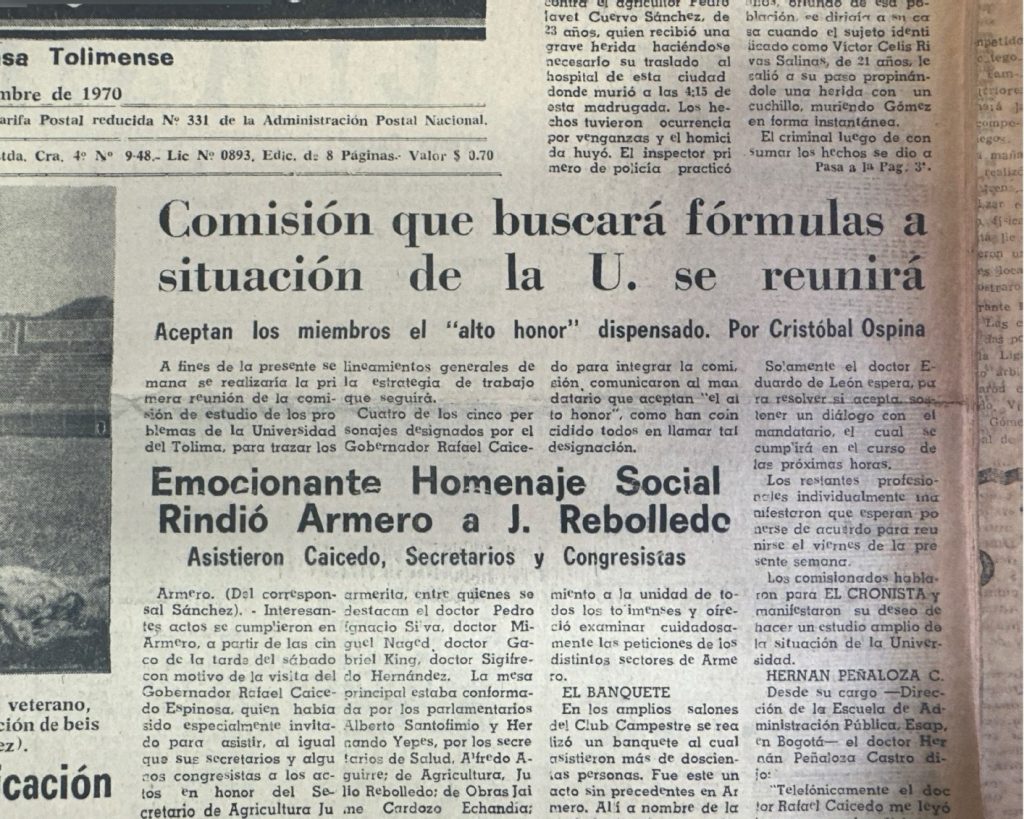 sa Tolimense
mbre de 1970
arifa Postal reducida Nº 331 de la Administración Postal Nacional.
tda. Cra. 4ª Nº 9-48.- Lic Nº 0893. Edic. de 8 Páginas.- Valor $ 0.70
contra el agricultor Pedro
Javet Cuervo Sánchez, de
23 años, quien recibió una
grave herida haciéndose
necesario su traslado al
hospital de esta ciudad
donde murió a las 4:15 de
esta madrugada. Los he-
chos tuvieron ocurrencia
por venganzas y el homici
da huyó. El inspector pri
mero de policía practicó
años, oriundo de esa po-
blación, se dirigía a su ca
sa cuando el sujeto identi
ficado como Víctor Celis Ri
vas Salinas, de 21 años, le
salió a su paso propinán-
dole una herida con un
cuchillo, muriendo Gómez
en forma instantánea.
El criminal luego de con
sumar los hechos se dio a
Pasa a la Pag. 3ª.
Comisión que buscará fórmulas a
situación de la U. se reunirá
Aceptan los miembros el "alto honor" dispensado. Por Cristóbal Ospina
A fines de la presente se
mana se realizaría la pri
mera reunión de la comi-
sión de estudio de los pro
blemas de la Universidad
del Tolima, para trazar los
lineamientos generales de
la estrategia de trabajo
que seguirá.
Cuatro de los cinco per
sonajes designados por el
Gobernador Rafael Caice-
do para integrar la comi,
sión, comunicaron al man
datario que aceptan "el al
to honor", como han coin
cidido todos en llamar tal
designación.
So'amente el doctor E-
duardo de León espera, pa
ra resolver si acepta, sos-
tener un diálogo con el
mandatario, el cual se
cump'irá en el curso de
las próximas horas.
Los restantes profesio-
nales individualmente ma
nifestaron que esperan po
nerse de acuerdo para reu
nirse el viernes de la pre
sente semana.
Los comisionados habla-
ron para EL CRONISTA y
manifestaron su deseo de
hacer un estudio amplio de
la situación de la Univer-
sidad.
HERNAN PEÑALOZA C.
Desde su cargo —Direc-
ción de la Escuela de Ad-
ministración Pública, Esap,
en Bogotá— el doctor Her
nán Peñaloza Castro di-
jo:
"Telefónicamente el doc
tor Rafael Caicedo me leyó
Emocionante Homenaje Social
Rindió Armero a J. Rebolledo
Asistieron Caicedo, Secretarios y Congresistas
Armero. (Del correspon-
sal Sánchez). - Interesan-
tes actos se cumplieron en
Armero, a partir de las cin
co de la tarde del sábado
con motivo de la visita del
Gobernador Rafael Caice-
do Espinosa, quien había
sido especialmente invita-
do para asistir, al igual
que sus secretarios y algu
nos congresistas a los ac-
tos en honor del Se-
cretario de Agricultura Ju
armerita, entre quienes se
destacan el doctor Pedro
Ignacio Si'va, doctor Mi-
guel Naged, doctor Ga-
briel King, doctor Sigifre-
do Hernández. La mesa
principal estaba conforma-
da por los parlamentarios
Alberto Santofimio y Her
nando Yepes, por los secre
tarios de Salud, A'fredo A-
guirre; de Agricultura, Ju
lio Rebolledo; de Obras Jai
me Cardozo Echandía;
miento a la unidad de to-
dos los to'imenses y ofre-
ció examinar cuidadosa-
mente las peticiones de los
distintos sectores de Arme
ro.
EL BANQUETE
En los amplios salones
del Club Campestre se rea
lizó un banquete al cual
asistieron más de doscien-
tas personas. Fue este un
acto sin precedentes en Ar
mero. Al'í a nombre de la
veterano,
ción de beis
ez).
cación